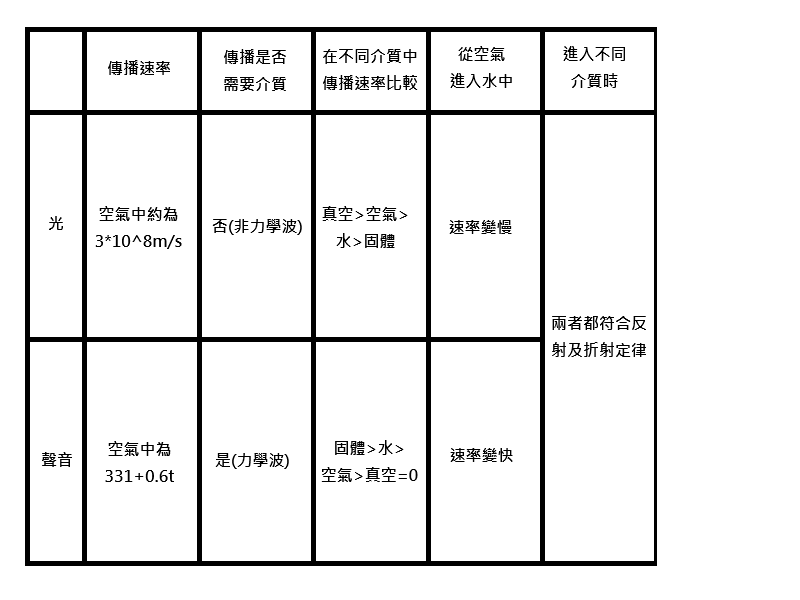 傳播速率
傳播是否
需要介質
在不同介質中
傳播速率比較
從空氣
進入水中
進入不同
介質時
光
空氣中約為
3*10^8m/s
否(非力學波)
真空>空氣>
水>固體
速率變慢
兩者都符合反
射及折射定律
聲音
空氣中為
331+0.6t
是(力學波)
固體>水>
空氣>真空=0
速率變快